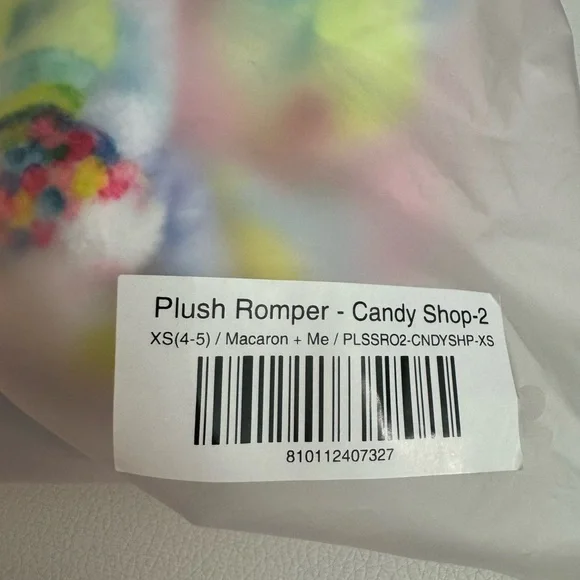 Plush Romper - Candy Shop-2
XS(4-5) / Macaron + Me / PLSSRO2-CNDYSHP-XS
810112407327